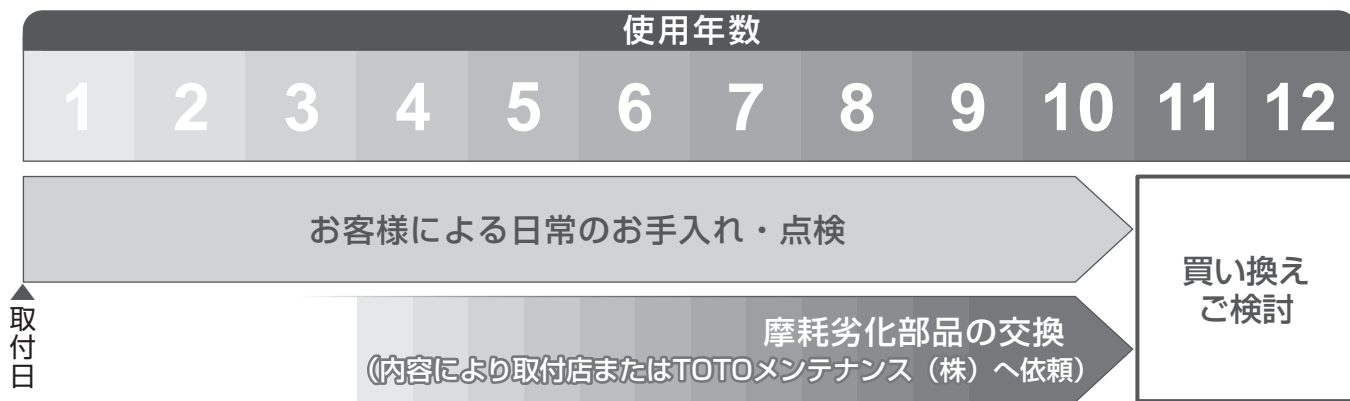 使用年数
1 2 3 4 5 6 7 8 9 10 11 12
お客様による日常のお手入れ・点検
買い換え
ご検討
取付日
摩耗劣化部品の交換
（内容により取付店またはTOTOメンテナンス（株）へ依頼）